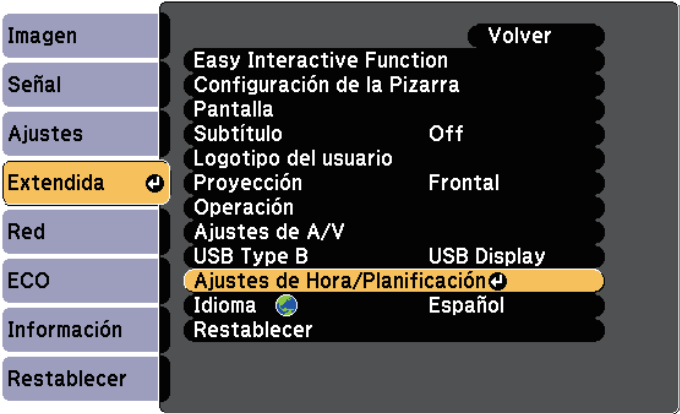 Imagen
Señal
Ajustes
Extendida
Red
ECO
Información
Restablecer
Volver
Easy Interactive Function
Configuración de la Pizarra
Pantalla
Subtítulo Off
Logotipo del usuario
Proyección Frontal
Operación
Ajustes de A/V
USB Type B USB Display
Ajustes de Hora/Planificación
Idioma Español
Restablecer